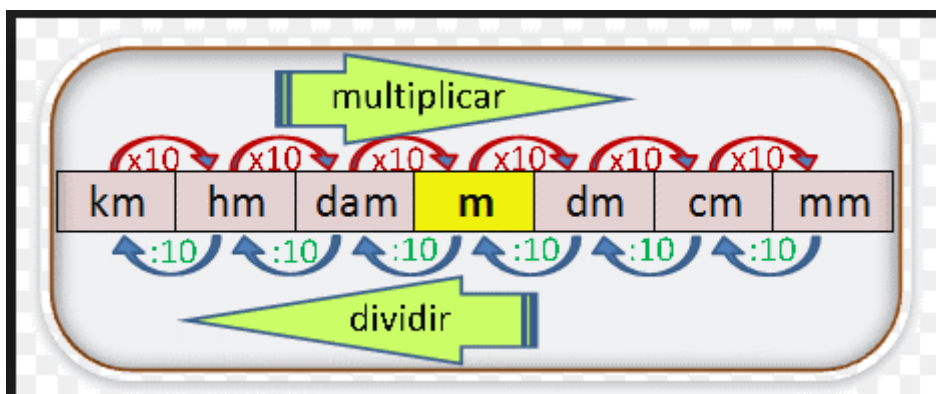 multiplicar
x10 x10 x10 x10 x10 x10
km hm dam m dm cm mm
:10 :10 :10 :10 :10 :10
dividir